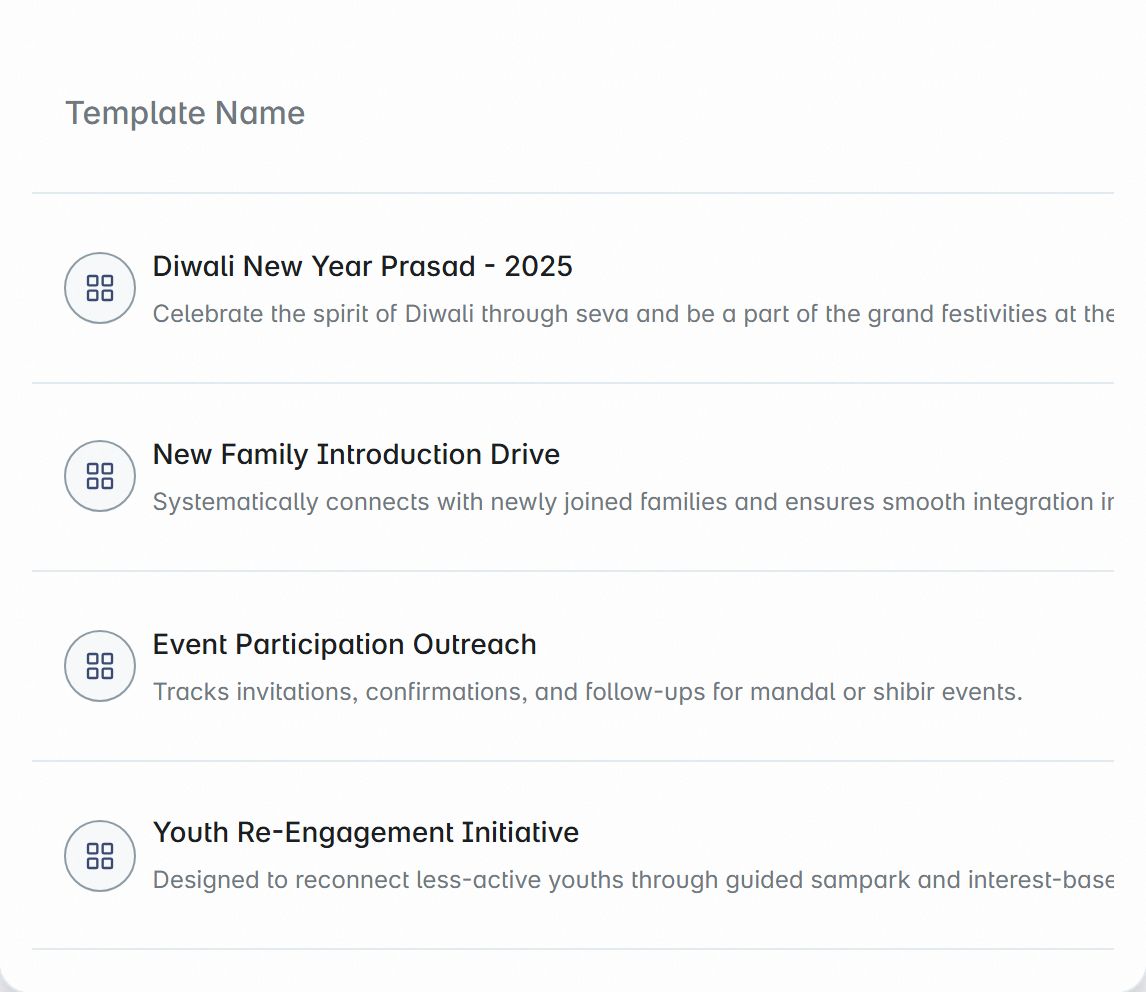 Template Name
Diwali New Year Prasad - 2025
Celebrate the spirit of Diwali through seva and be a part of the grand festivities at the
New Family Introduction Drive
Systematically connects with newly joined families and ensures smooth integration
Event Participation Outreach
Tracks invitations, confirmations, and follow-ups for mandal or shibir events.
Youth Re-Engagement Initiative
Designed to reconnect less-active youths through guided sampark and